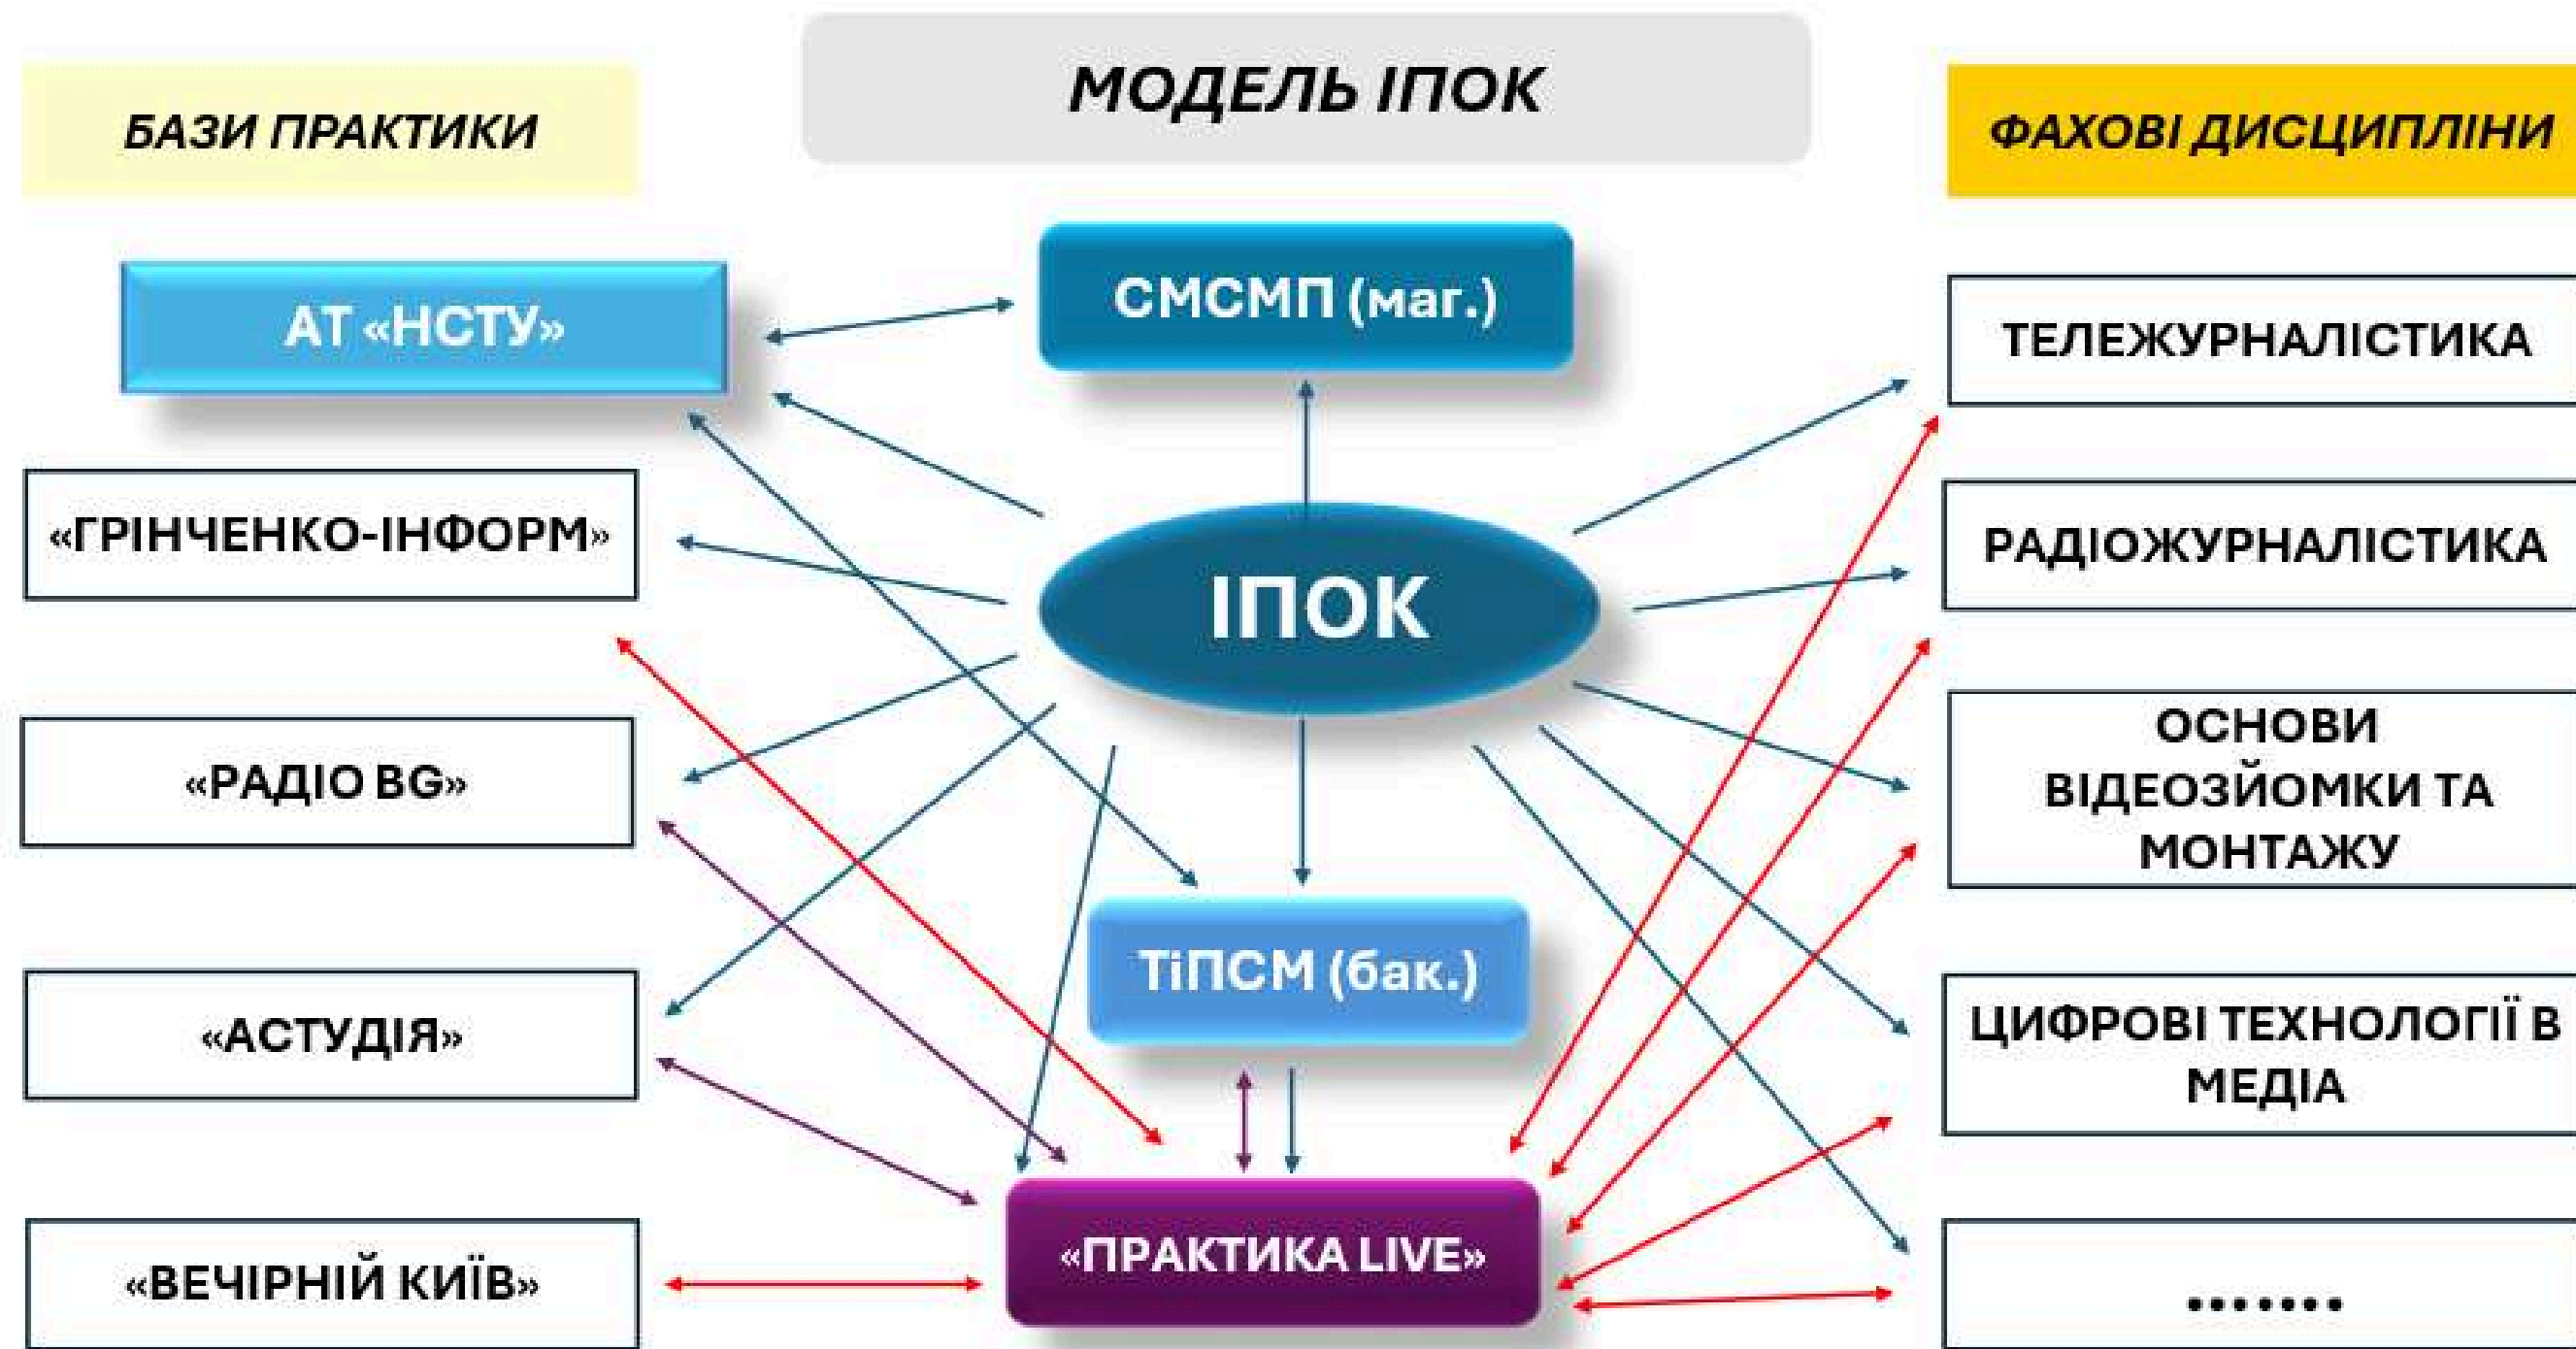 МОДЕЛЬ ІПОК
БАЗИ ПРАКТИКИ
АТ «НСТУ»
«ГРІНЧЕНКО-ІНФОРМ»
«РАДІО BG»
«АСТУДІЯ»
«ВЕЧІРНІЙ КИЇВ»
СМСМП (маг.)
ІПОК
ТіПСМ (бак.)
«ПРАКТИКА LIVE»
ФАХОВІ ДИСЦИПЛІНИ
ТЕЛЕЖУРНАЛІСТИКА
РАДІОЖУРНАЛІСТИКА
ОСНОВИ
ВІДЕОЗЙОМКИ ТА
МОНТАЖУ
ЦИФРОВІ ТЕХНОЛОГІЇ В
МЕДІА
.......